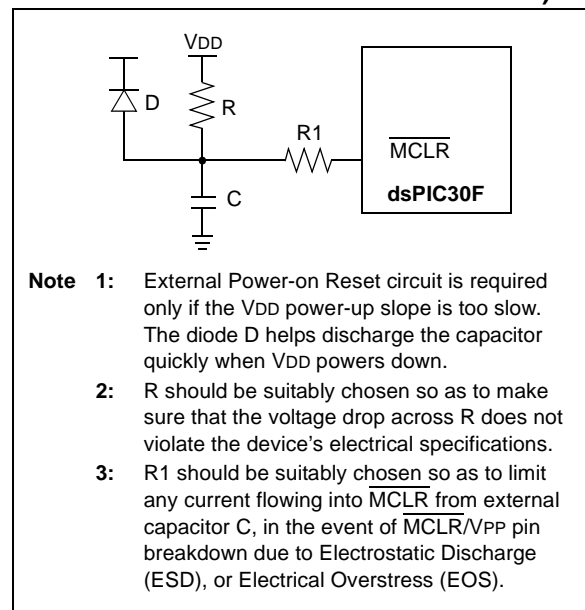 VDD
D
R
R1
MCLR
dsPIC30F
C
Note 1: External Power-on Reset circuit is required
only if the VDD power-up slope is too slow.
The diode D helps discharge the capacitor
quickly when VDD powers down.
2: R should be suitably chosen so as to make
sure that the voltage drop across R does not
violate the device's electrical specifications.
3: R1 should be suitably chosen so as to limit
any current flowing into MCLR from external
capacitor C, in the event of MCLR/VPP pin
breakdown due to Electrostatic Discharge
(ESD), or Electrical Overstress (EOS).